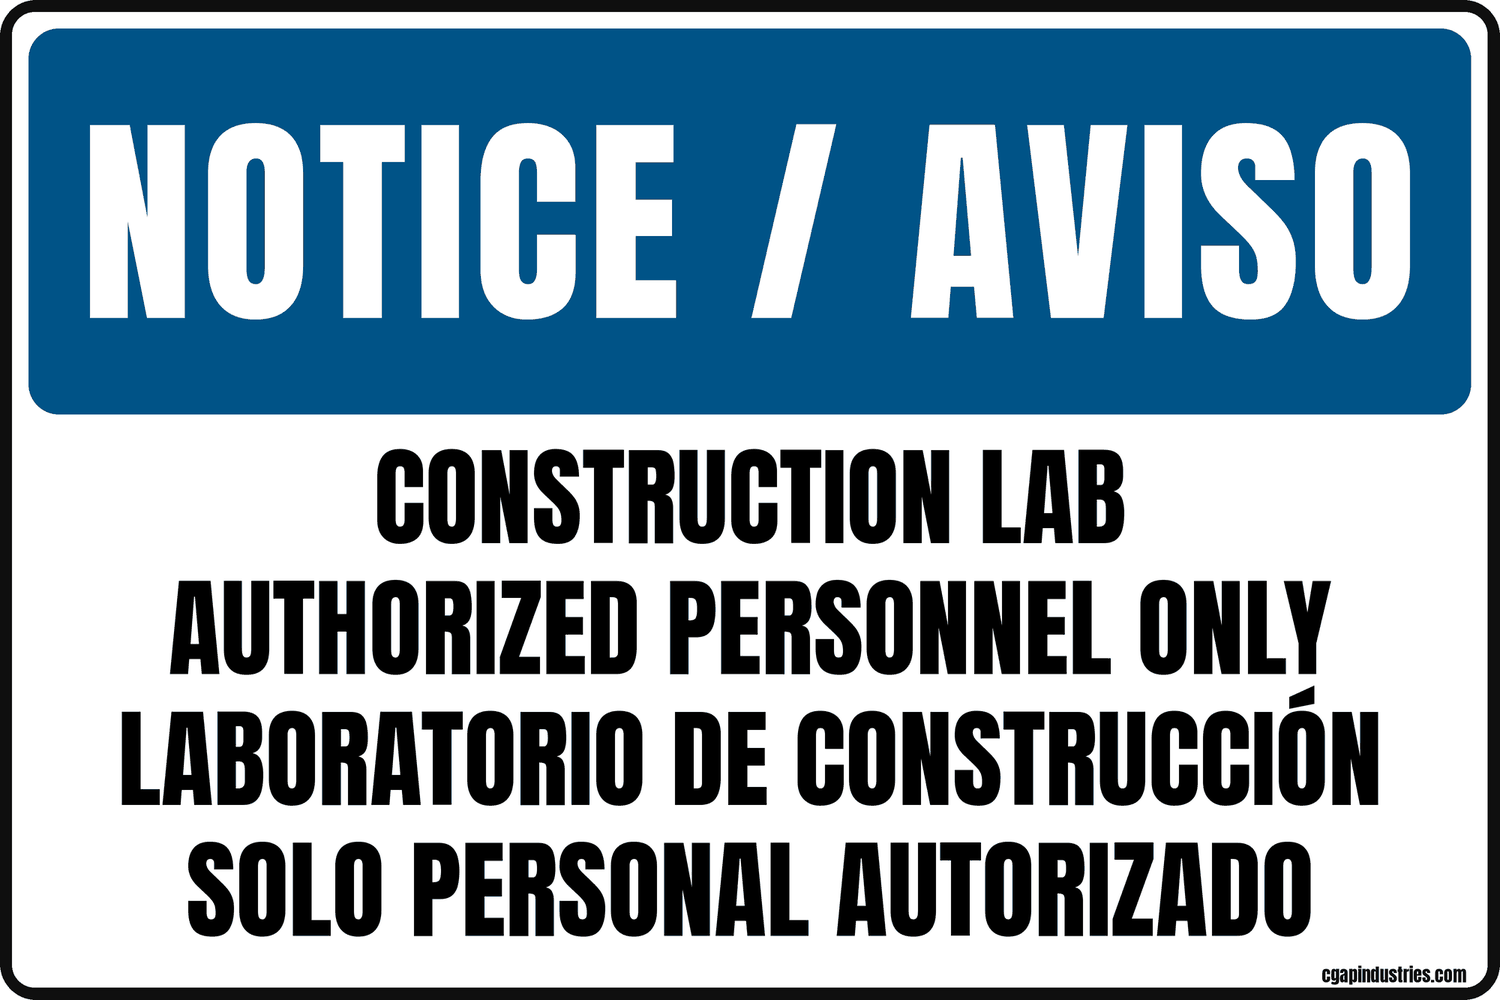 NOTICE / AVISO
CONSTRUCTION LAB
AUTHORIZED PERSONNEL ONLY
LABORATORIO DE CONSTRUCCIÓN
SOLO PERSONAL AUTORIZADO
cgapindustries.com